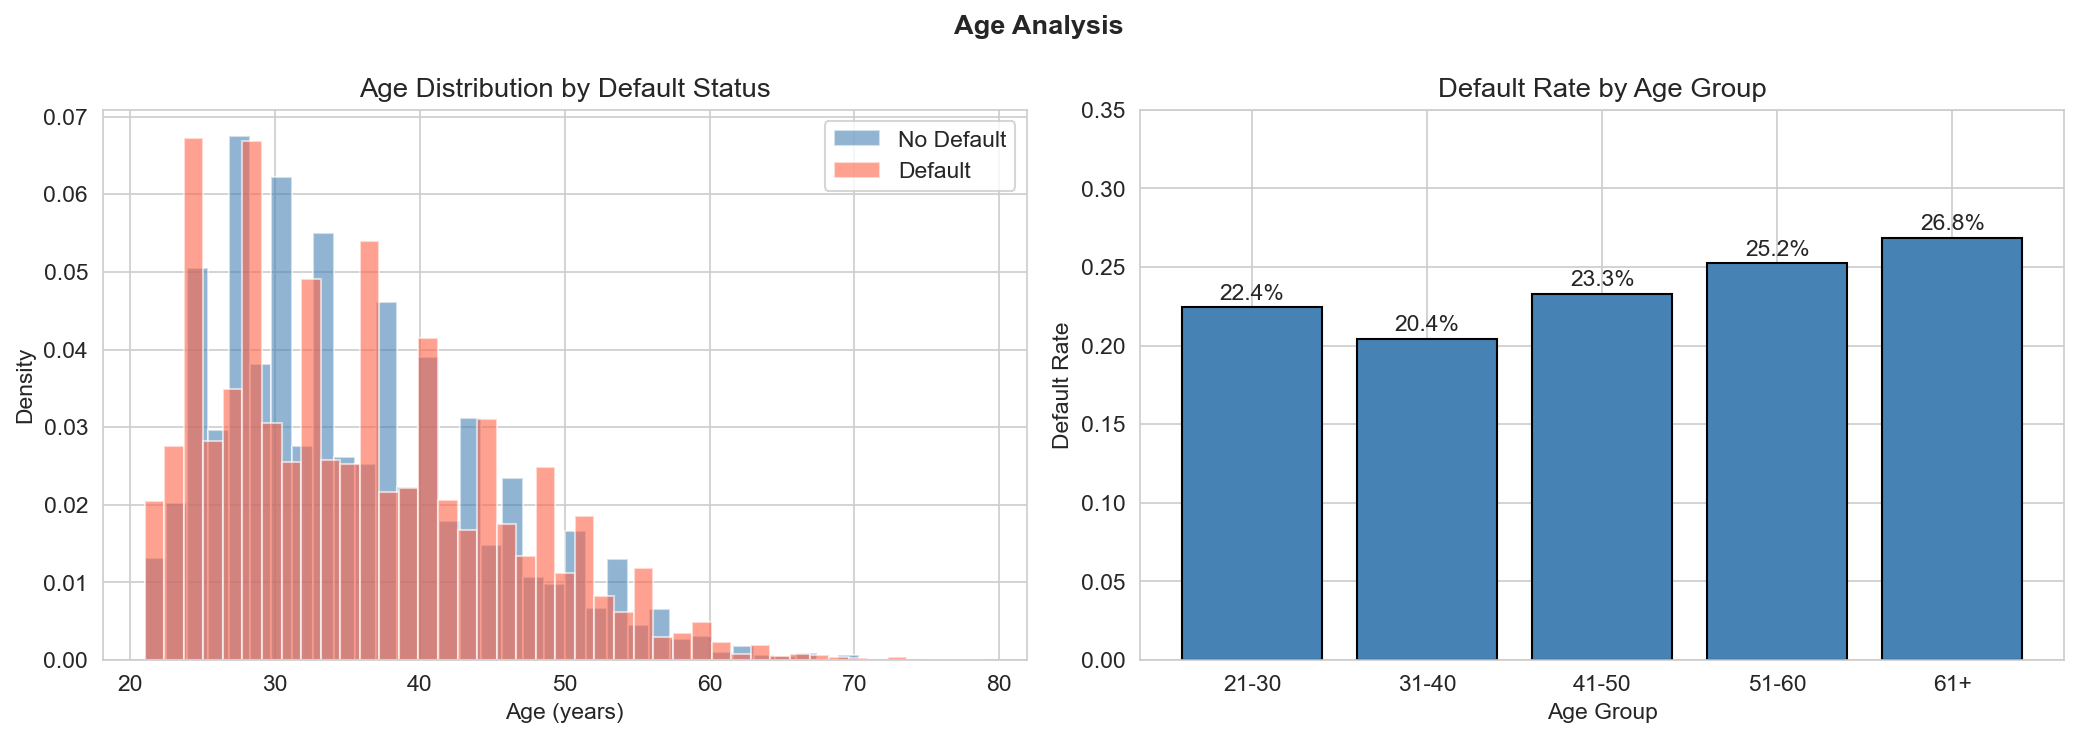 Age Analysis
Age Distribution by Default Status
0.07
0.06
0.05
0.04
0.03
0.02
0.01
0.00
Density
No Default
Default
20 30 40 50 60 70 80
Age (years)
Default Rate by Age Group
0.35
0.30
0.25
0.20
0.15
0.10
0.05
0.00
Default Rate
22.4%
20.4%
23.3%
25.2%
26.8%
21-30 31-40 41-50 51-60 61+
Age Group